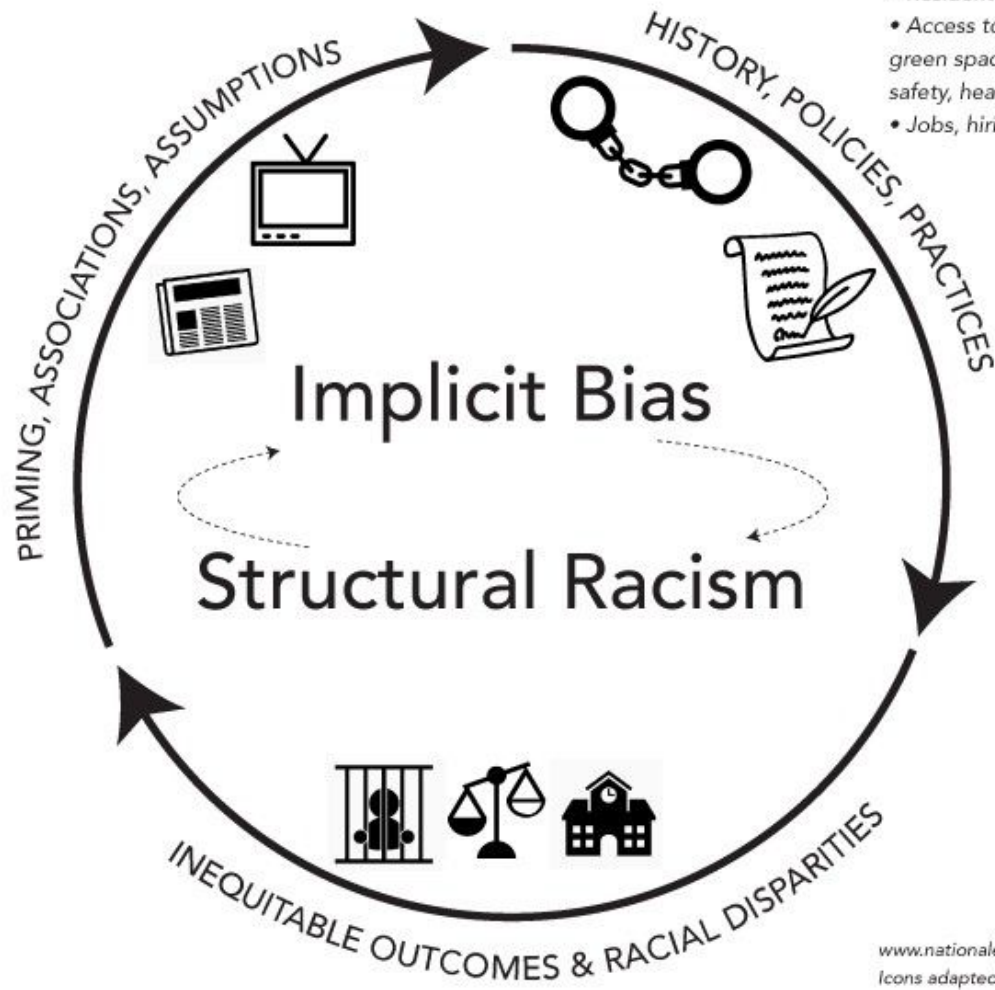 PRIMING, ASSOCIATIONS, ASSUMPTIONS
HISTORY, POLICIES, PRACTICES
• Access to
green spac
safety, hea
• Jobs, hiri
Implicit Bias
Structural Racism
INEQUITABLE OUTCOMES & RACIAL DISPARITIES
www.nationale
Icons adapted